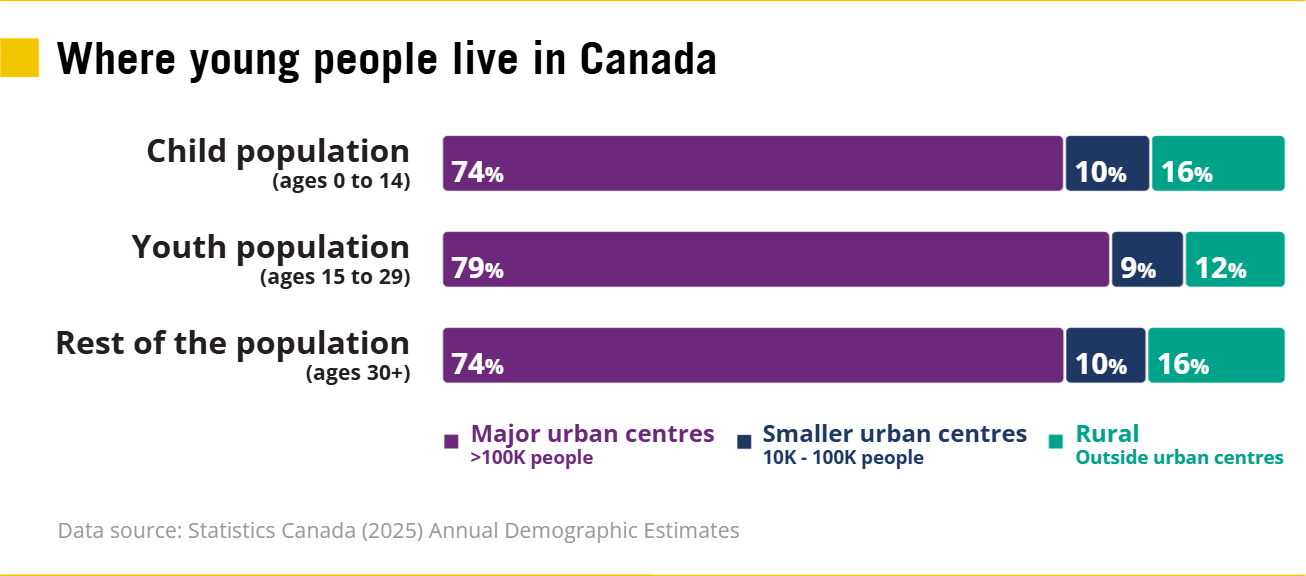 Where young people live in Canada
Child population
(ages 0 to 14)
74% 10% 16%
Youth population
(ages 15 to 29)
79% 9% 12%
Rest of the population
(ages 30+)
74% 10% 16%
Major urban centres
>100K people
Smaller urban centres
10K - 100K people
Rural
Outside urban centres
Data source: Statistics Canada (2025) Annual Demographic Estimates